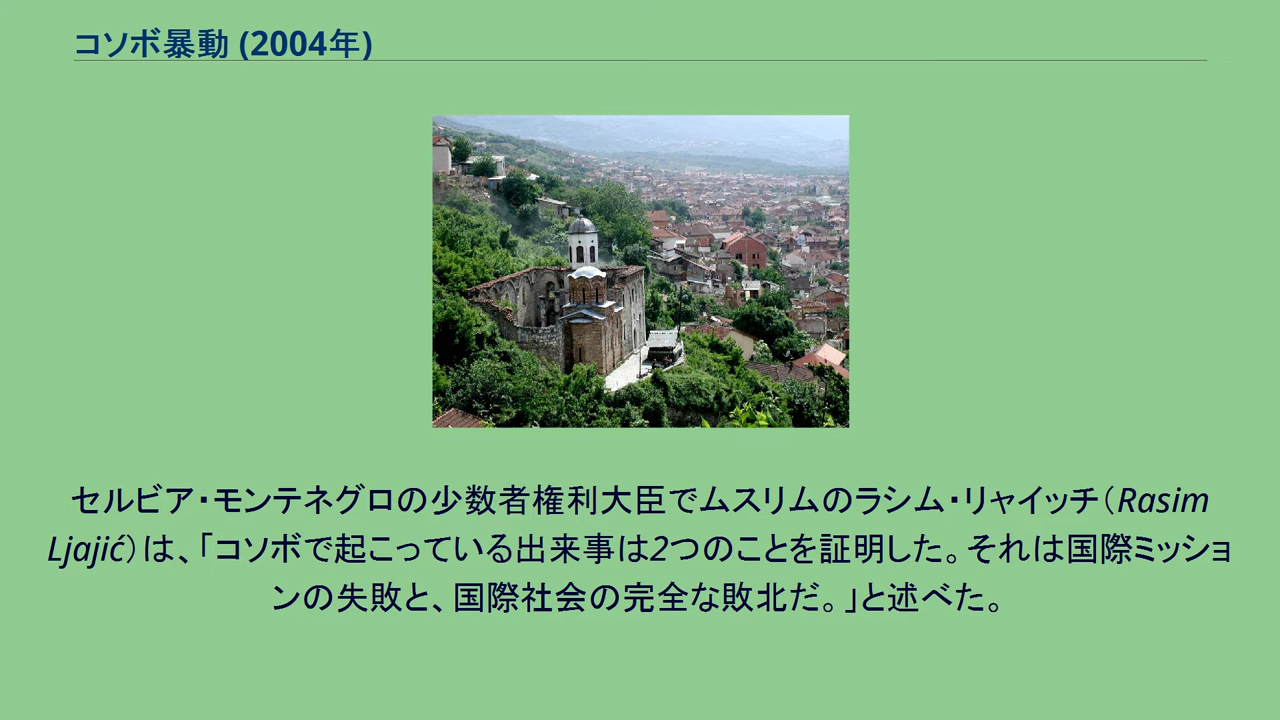 コソボ暴動 (2004年)
セルビア・モンテネグロの少数者権利大臣でムスリムのラシム・リャイッチ（Rasim
Ljajić）は、「コソボで起こっている出来事は2つのことを証明した。それは国際ミッショ
ンの失敗と、国際社会の完全な敗北だ。」と述べた。